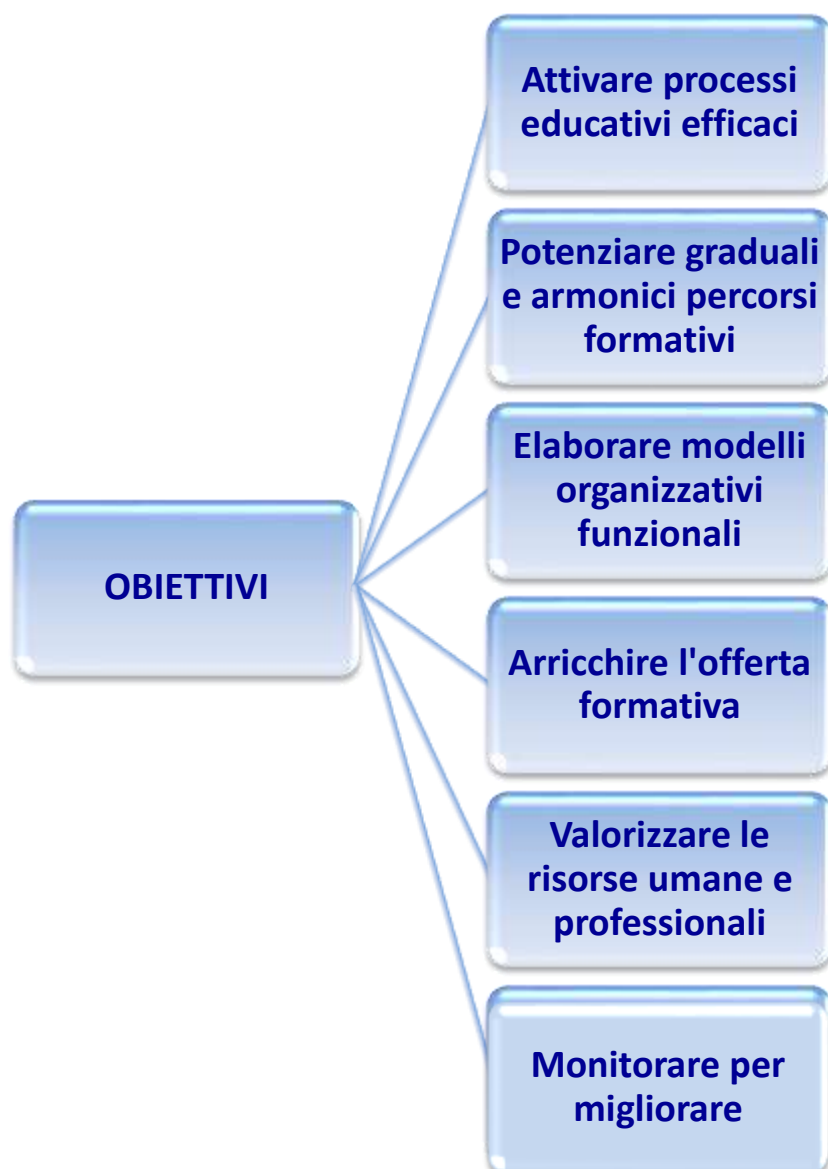 Attivare processi
educativi efficaci
Potenziare graduali
e armonici percorsi
formativi
Elaborare modelli
organizzativi
funzionali
OBIETTIVI
Arricchire l'offerta
formativa
Valorizzare le
risorse umane e
professionali
Monitorare per
migliorare